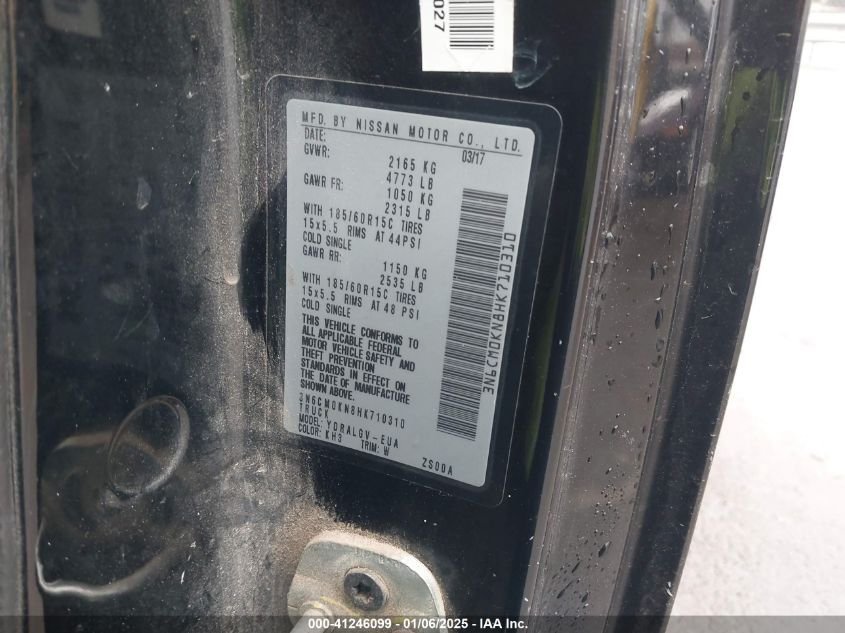 027
MFD. BY NISSAN MOTOR CO., LTD.
DATE: 03/17
GVWR: 2165 KG
4773 LB
GAWR FR: 1050 KG
2315 LB
WITH 185/60R15C TIRES
15x5.5 RIMS AT 44PSI
COLD SINGLE
GAWR RR: 1150 KG
2535 LB
WITH 185/60R15C TIRES
15x5.5 RIMS AT 48 PSI
COLD SINGLE
THIS VEHICLE CONFORMS TO
ALL APPLICABLE FEDERAL
MOTOR VEHICLE SAFETY AND
THEFT PREVENTION
STANDARDS IN EFFECT ON
THE DATE OF MANUFACTURE
SHOWN ABOVE.
3N6CM0KN8HK710310
TRUCK
MODEL: YDRALGV-EUA
COLOR: KH3 TRIM: W
ZS00A
3N6CM0KN8HK710310
000-41246099 - 01/06/2025 - IAA Inc.